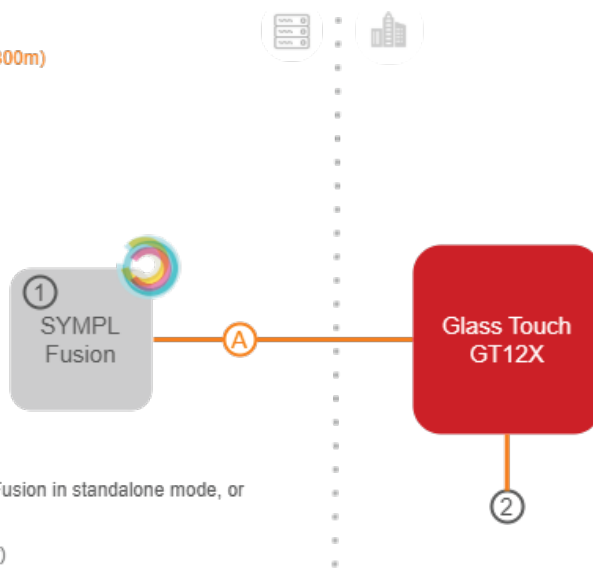 300m)
1
SYMPL
Fusion
A
Glass Touch
GT12X
Fusion in standalone mode, or
2
)